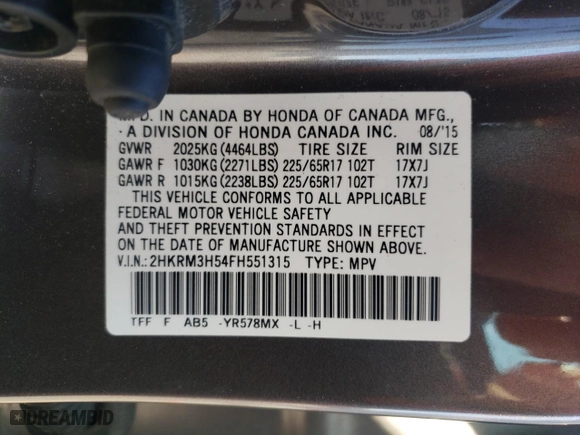 MFD. IN CANADA BY HONDA OF CANADA MFG.,
A DIVISION OF HONDA CANADA INC. 08/'15
GVWR 2025KG(4464LBS) TIRE SIZE RIM SIZE
GAWR F 1030KG(2271LBS) 225/65R17 102T 17X7J
GAWR R 1015KG(2238LBS) 225/65R17 102T 17X7J
THIS VEHICLE CONFORMS TO ALL APPLICABLE
FEDERAL MOTOR VEHICLE SAFETY
AND THEFT PREVENTION STANDARDS IN EFFECT
ON THE DATE OF MANUFACTURE SHOWN ABOVE.
V.I.N.:2HKRM3H54FH551315 TYPE: MPV
TFF F AB5 -YR578MX -L -H
DREAMBID